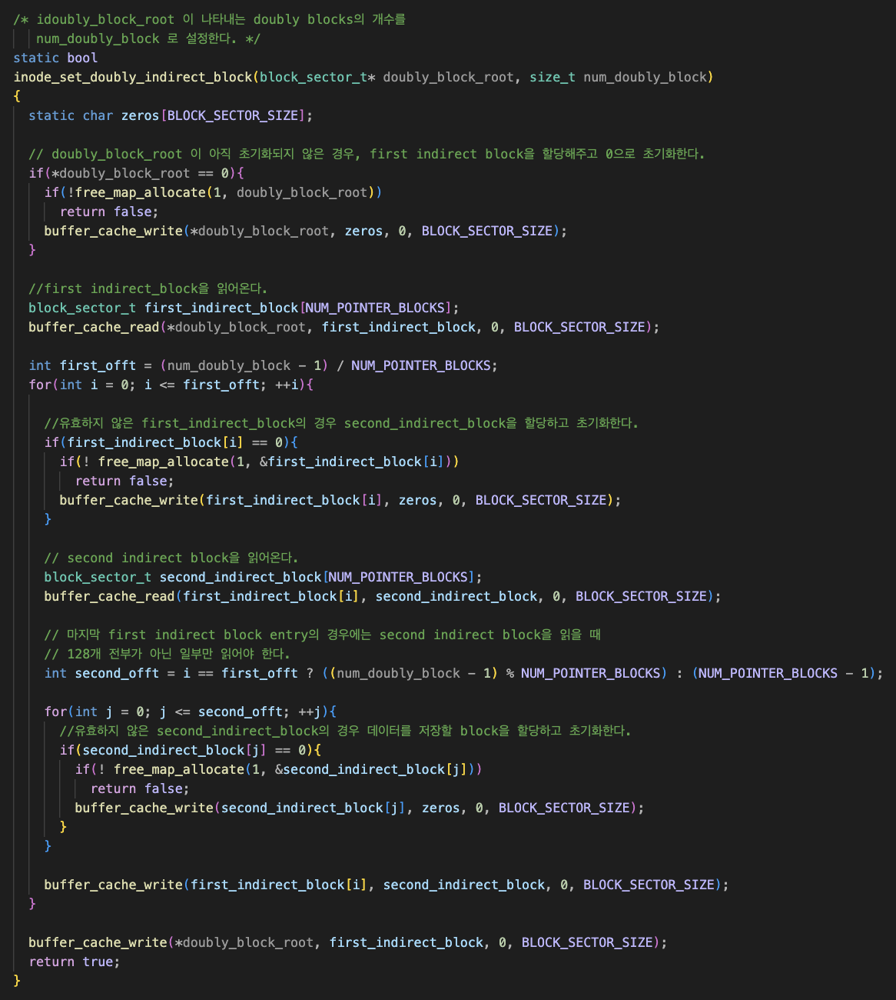 /* idoubly_block_root 이 나타내는 doubly blocks의 개수를
num_doubly_block 로 설정한다. */
static bool
inode_set_doubly_indirect_block(block_sector_t* doubly_block_root, size_t num_doubly_block)
{
static char zeros[BLOCK_SECTOR_SIZE];
// doubly_block_root 이 아직 초기화되지 않은 경우, first indirect block을 할당해주고 0으로 초기화한다.
if(*doubly_block_root == 0){
if(!free_map_allocate(1, doubly_block_root))
return false;
buffer_cache_write(*doubly_block_root, zeros, 0, BLOCK_SECTOR_SIZE);
}
//first indirect_block을 읽어온다.
block_sector_t first_indirect_block[NUM_POINTER_BLOCKS];
buffer_cache_read(*doubly_block_root, first_indirect_block, 0, BLOCK_SECTOR_SIZE);
int first_offt = (num_doubly_block - 1) / NUM_POINTER_BLOCKS;
for(int i = 0; i <= first_offt; ++i){
//유효하지 않은 first_indirect_block의 경우 second_indirect_block을 할당하고 초기화한다.
if(first_indirect_block[i] == 0){
if(! free_map_allocate(1, &first_indirect_block[i]))
return false;
buffer_cache_write(first_indirect_block[i], zeros, 0, BLOCK_SECTOR_SIZE);
}
// second indirect block을 읽어온다.
block_sector_t second_indirect_block[NUM_POINTER_BLOCKS];
buffer_cache_read(first_indirect_block[i], second_indirect_block, 0, BLOCK_SECTOR_SIZE);
// 마지막 first indirect block entry의 경우에는 second indirect block을 읽을 때
// 128개 전부가 아닌 일부만 읽어야 한다.
int second_offt = i == first_offt ? ((num_doubly_block - 1) % NUM_POINTER_BLOCKS) : (NUM_POINTER_BLOCKS - 1);
for(int j = 0; j <= second_offt; ++j){
//유효하지 않은 second_indirect_block의 경우 데이터를 저장할 block을 할당하고 초기화한다.
if(second_indirect_block[j] == 0){
if(! free_map_allocate(1, &second_indirect_block[j]))
return false;
buffer_cache_write(second_indirect_block[j], zeros, 0, BLOCK_SECTOR_SIZE);
}
}
buffer_cache_write(first_indirect_block[i], second_indirect_block, 0, BLOCK_SECTOR_SIZE);
}
buffer_cache_write(*doubly_block_root, first_indirect_block, 0, BLOCK_SECTOR_SIZE);
return true;
}